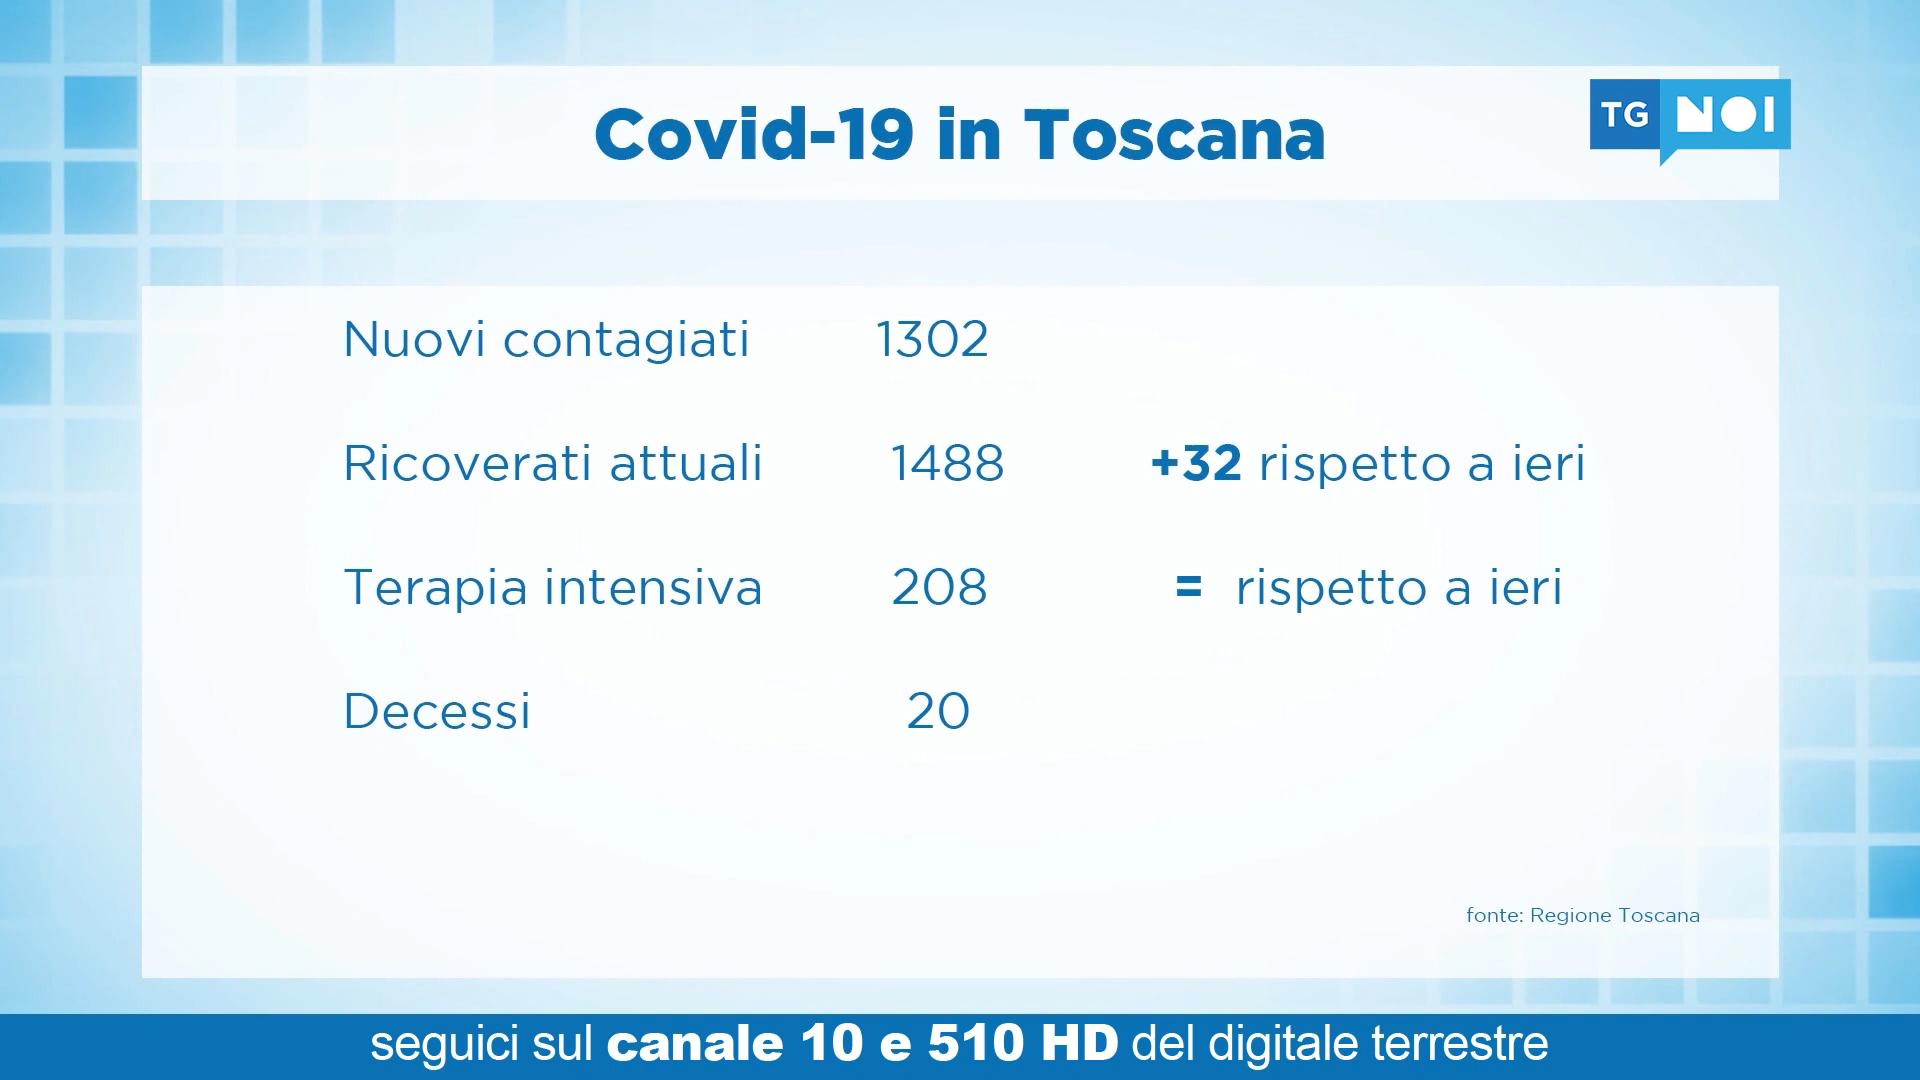 Covid-19 in Toscana
TG NOI
Nuovi contagiati 1302
Ricoverati attuali 1488 +32 rispetto a ieri
Terapia intensiva 208 = rispetto a ieri
Decessi 20
fonte: Regione Toscana
seguici sul canale 10 e 510 HD del digitale terrestre